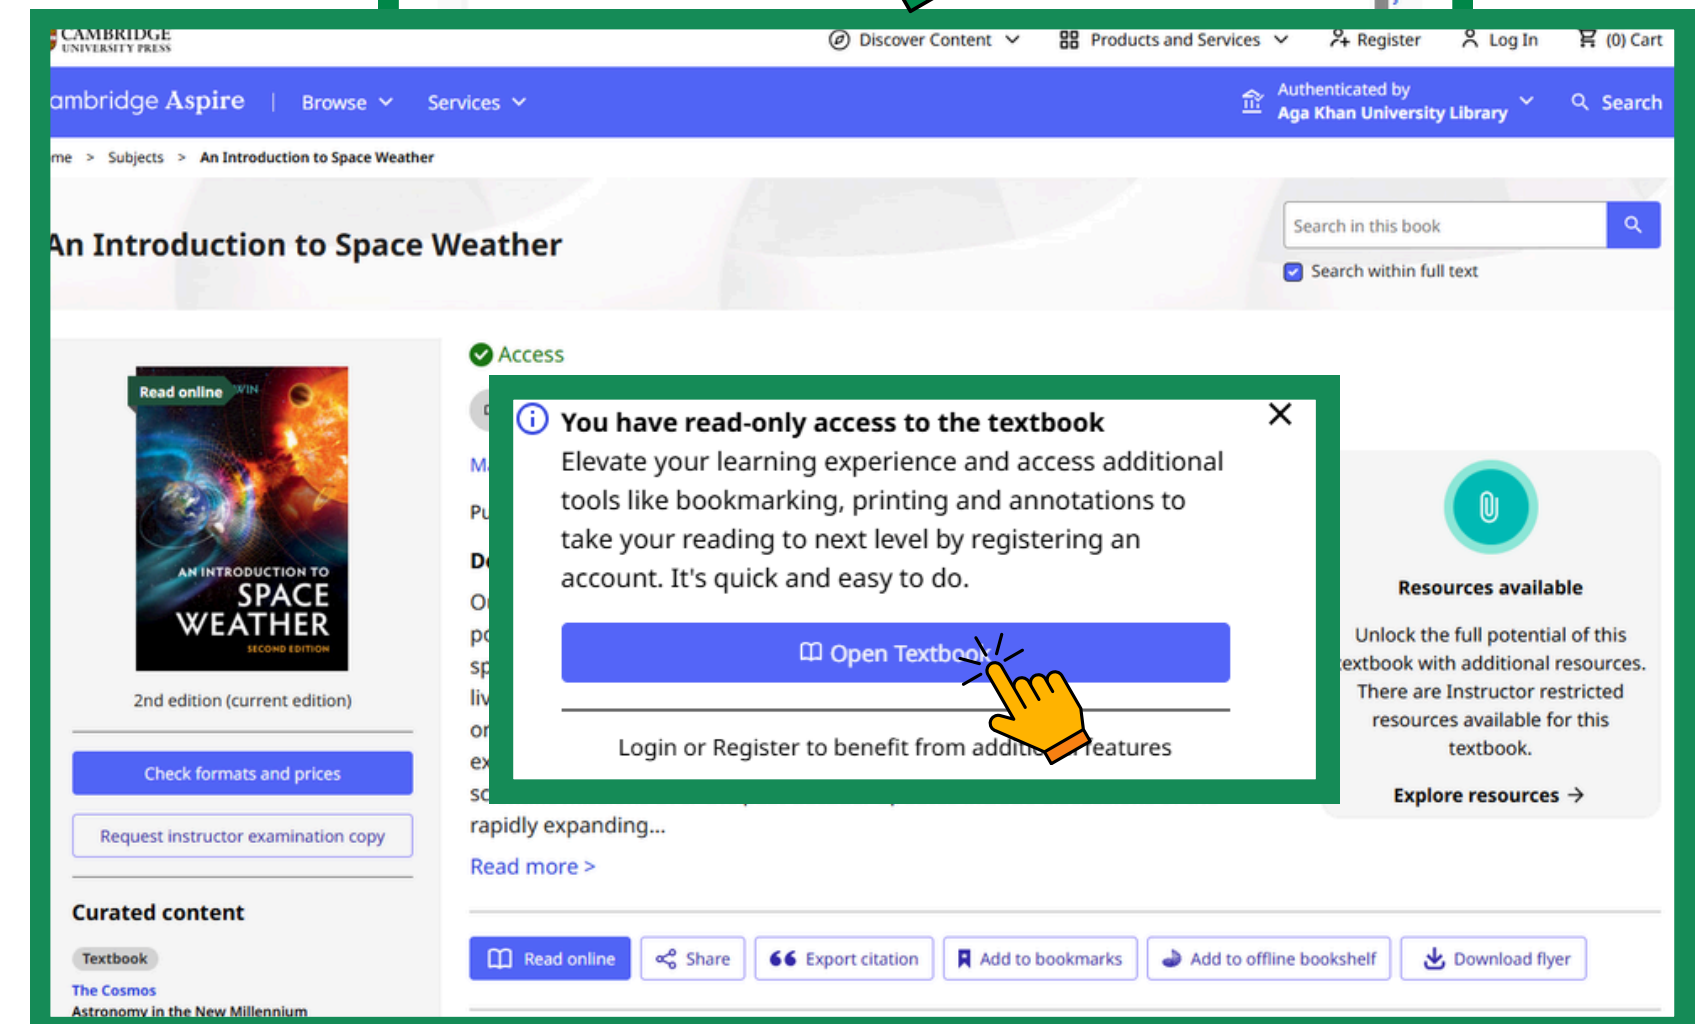 CAMBRIDGE
UNIVERSITY PRESS
Discover Content
Products and Services
Register
Log In
(0) Cart
ambridge Aspire | Browse Services
Authenticated by
Aga Khan University Library
Search
me > Subjects > An Introduction to Space Weather
An Introduction to Space Weather
Search in this book
Search within full text
Read online WIN
AN INTRODUCTION TO
SPACE
WEATHER
SECOND EDITION
2nd edition (current edition)
Check formats and prices
Request instructor examination copy
Curated content
Textbook
The Cosmos
Astronomy in the New Millennium
Access
You have read-only access to the textbook
Elevate your learning experience and access additional
tools like bookmarking, printing and annotations to
take your reading to next level by registering an
account. It's quick and easy to do.
Open Textbook
Login or Register to benefit from additional features
rapidly expanding...
Read more >
Resources available
Unlock the full potential of this
textbook with additional resources.
There are Instructor restricted
resources available for this
textbook.
Explore resources →
Read online
Share
Export citation
Add to bookmarks
Add to offline bookshelf
Download flyer